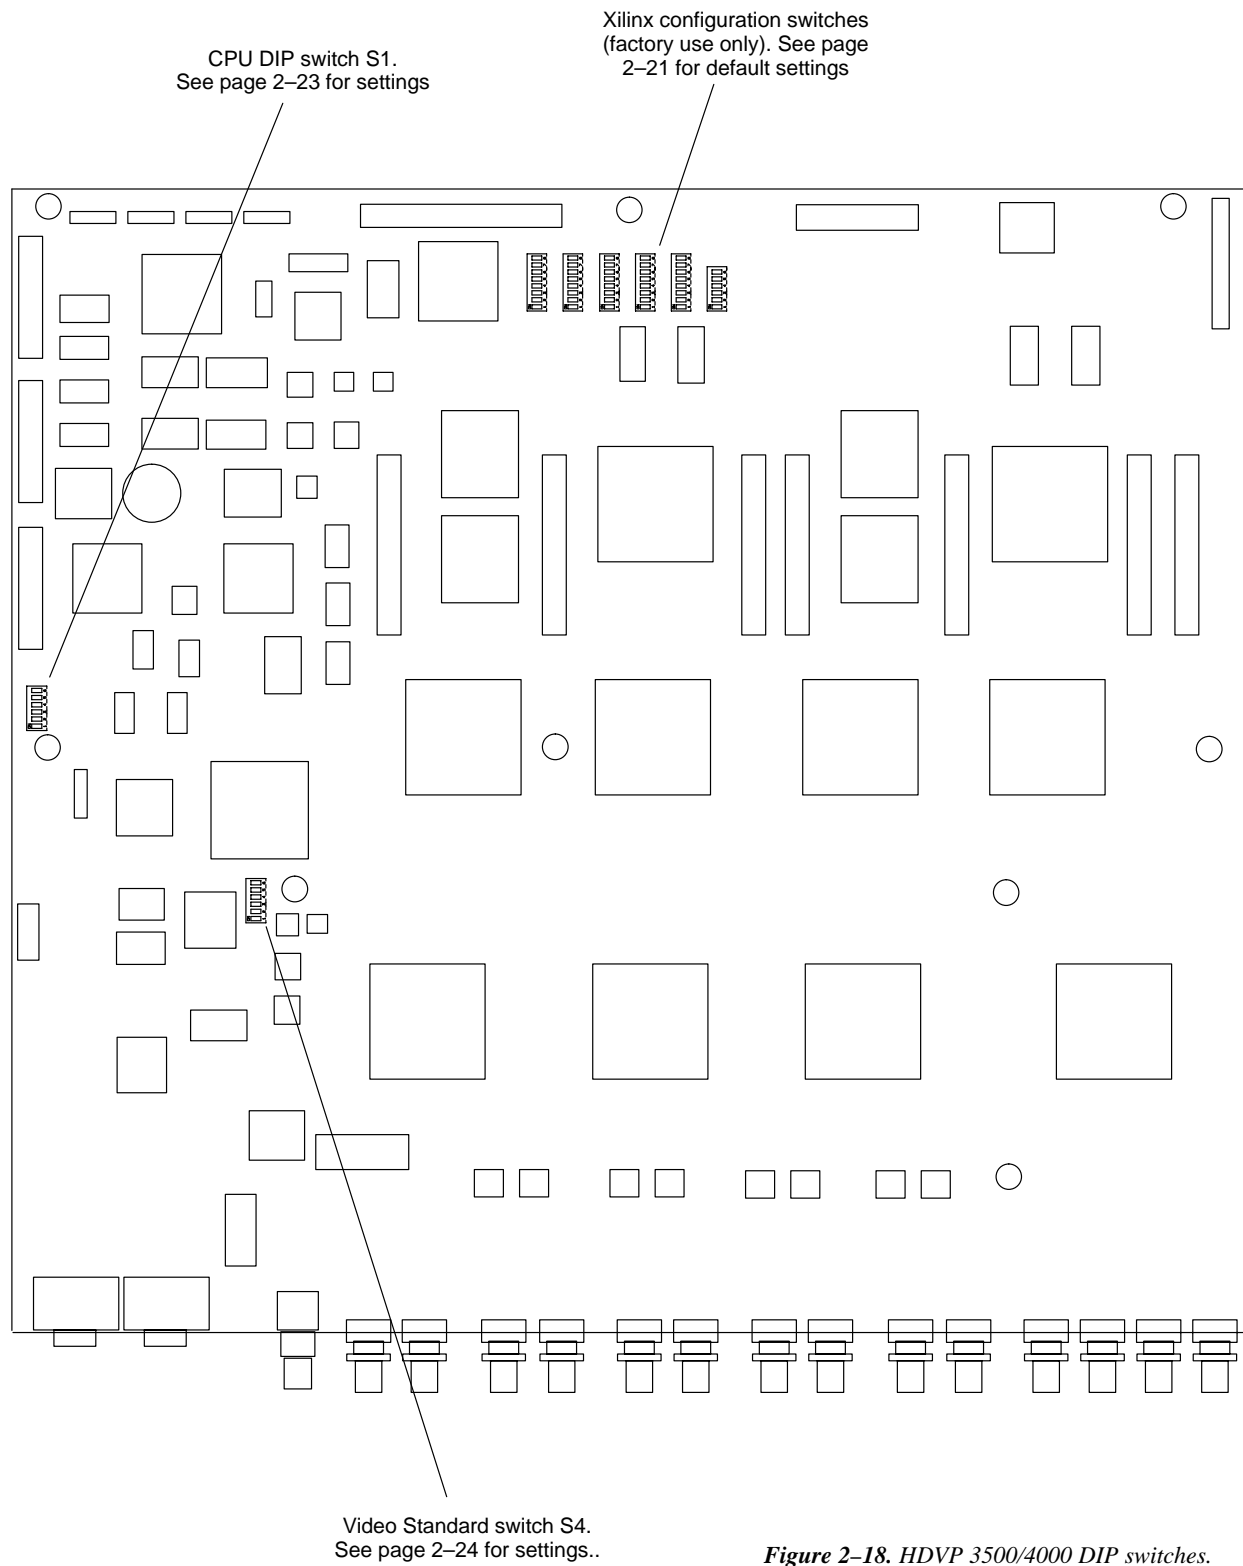 Xilinx configuration switches
(factory use only). See page
2–21 for default settings
CPU DIP switch S1.
See page 2–23 for settings
Video Standard switch S4.
See page 2–24 for settings..
Figure 2–18. HDVP 3500/4000 DIP switches.